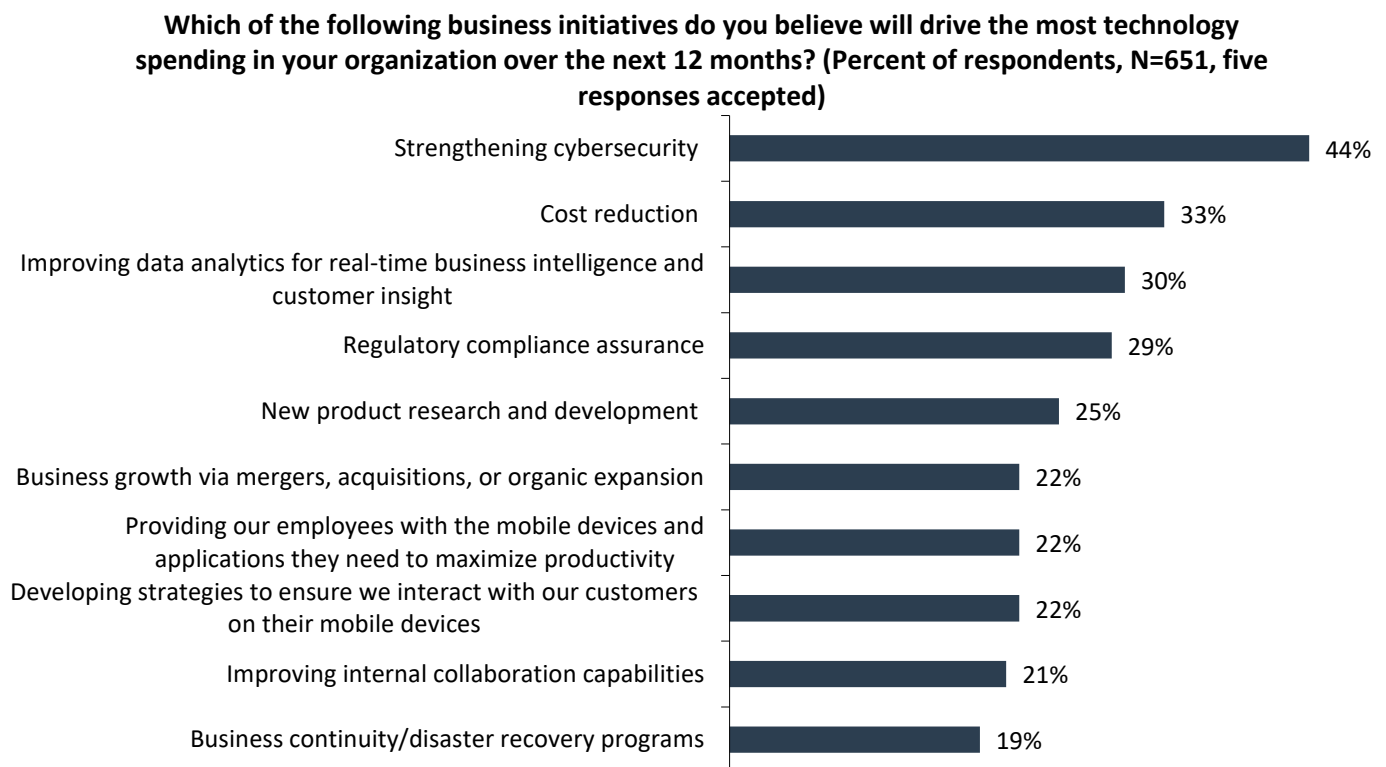 Which of the following business initiatives do you believe will drive the most technology
spending in your organization over the next 12 months? (Percent of respondents, N=651, five
responses accepted)
Strengthening cybersecurity 44%
Cost reduction 33%
Improving data analytics for real-time business intelligence and
customer insight 30%
Regulatory compliance assurance 29%
New product research and development 25%
Business growth via mergers, acquisitions, or organic expansion 22%
Providing our employees with the mobile devices and
applications they need to maximize productivity 22%
Developing strategies to ensure we interact with our customers
on their mobile devices 22%
Improving internal collaboration capabilities 21%
Business continuity/disaster recovery programs 19%